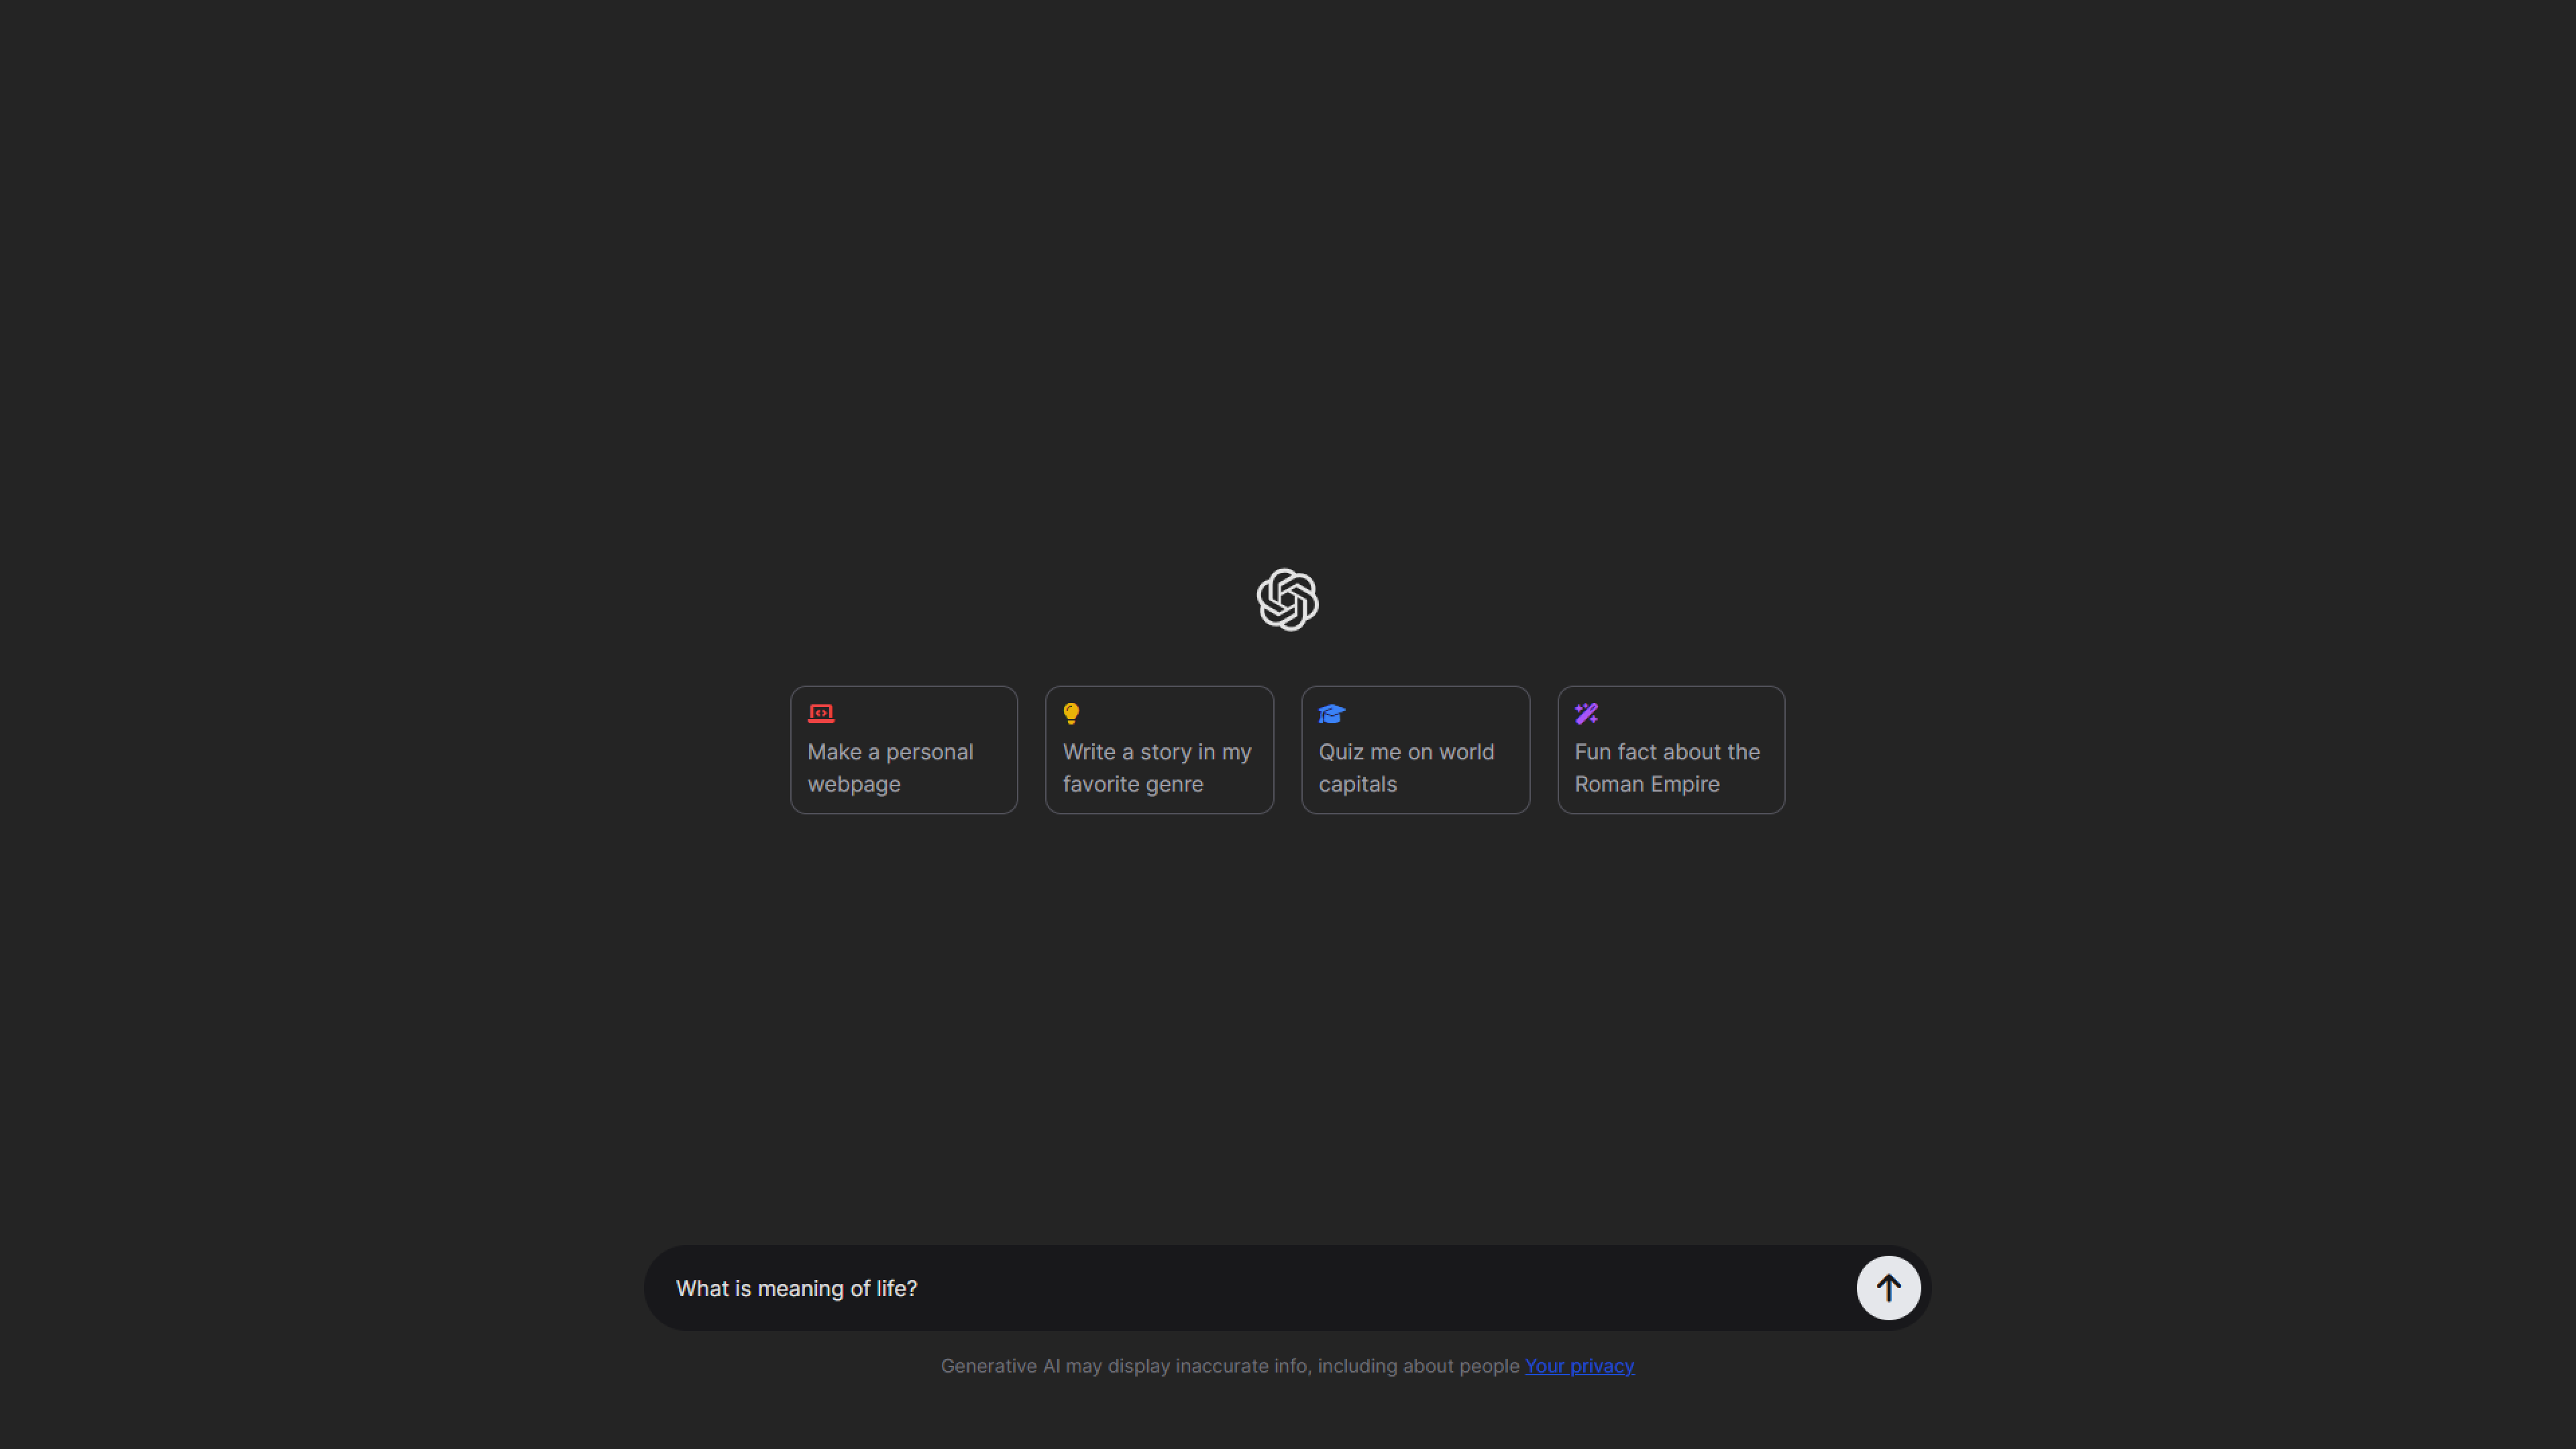 Make a personal
webpage
Write a story in my
favorite genre
Quiz me on world
capitals
Fun fact about the
Roman Empire
What is meaning of life?
Generative AI may display inaccurate info, including about people Your privacy